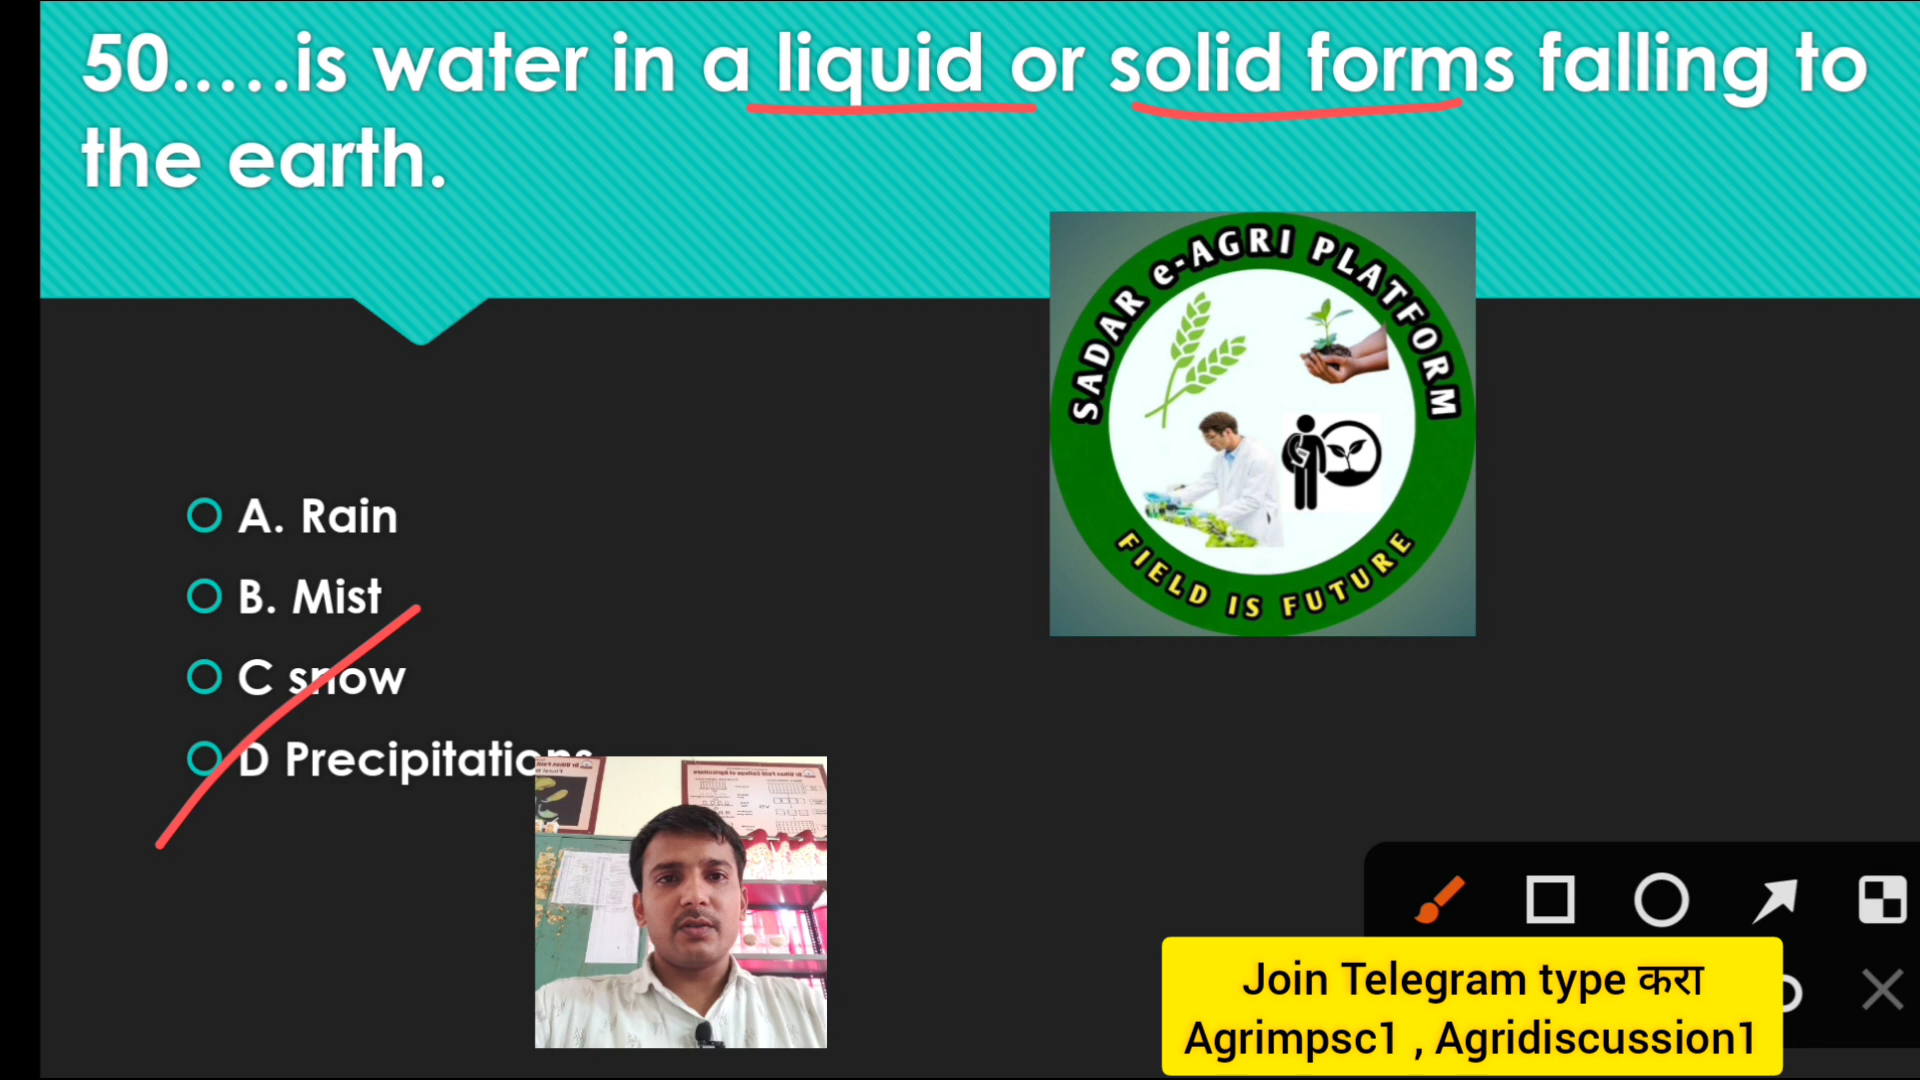 50.....is water in a liquid or solid forms falling to
the earth.
SADAR e-AGRI PLATFORM
FIELD IS FUTURE
A. Rain
B. Mist
C snow
D Precipitations
Join Telegram type करा
Agrimpsc1 , Agridiscussion1